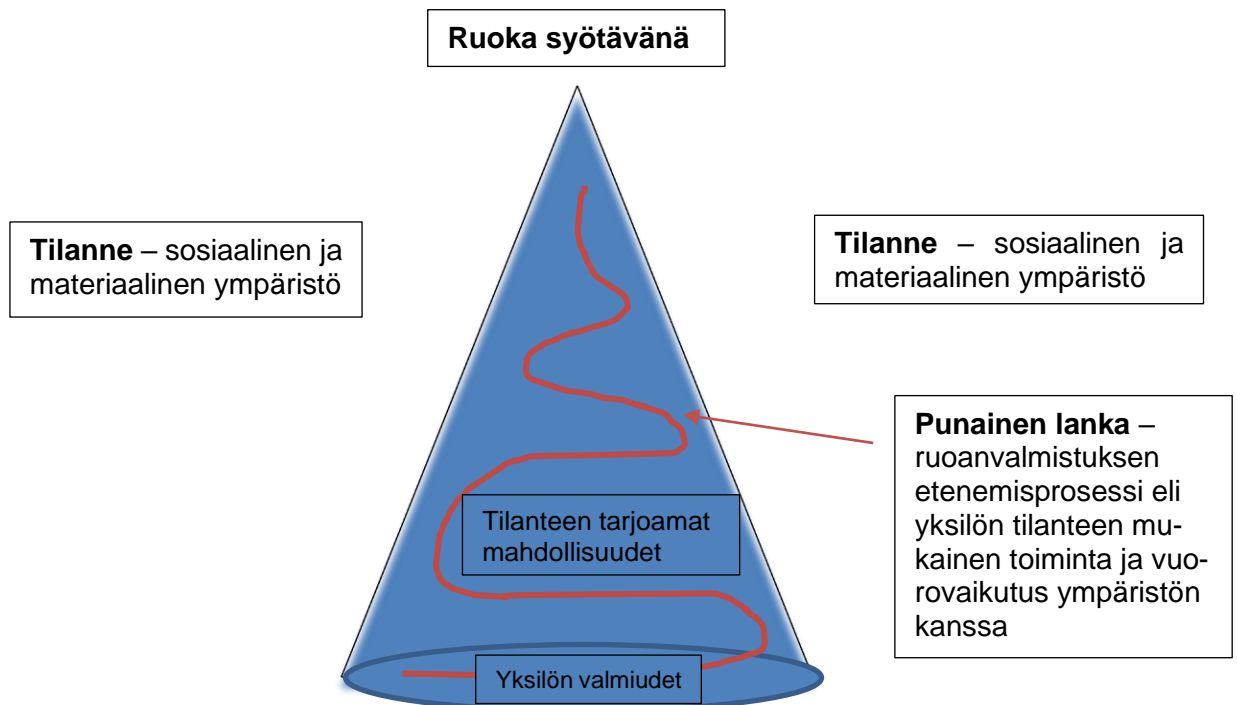 Ruoka syötävänä
Tilanne – sosiaalinen ja
materiaalinen ympäristö
Tilanne – sosiaalinen ja
materiaalinen ympäristö
Punainen lanka –
ruoanvalmistuksen
etenemisprosessi eli
yksilön tilanteen mu-
kainen toiminta ja vuo-
rovaikutus ympäristön
kanssa
Tilanteen tarjoamat
mahdollisuudet
Yksilön valmiudet